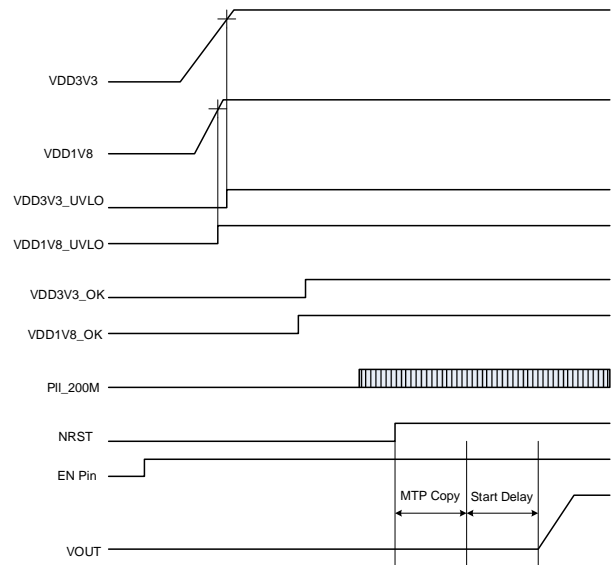 VDD3V3
VDD1V8
VDD3V3_UVLO
VDD1V8_UVLO
VDD3V3_OK
VDD1V8_OK
Pll_200M
NRST
EN Pin
MTP Copy
Start Delay
VOUT